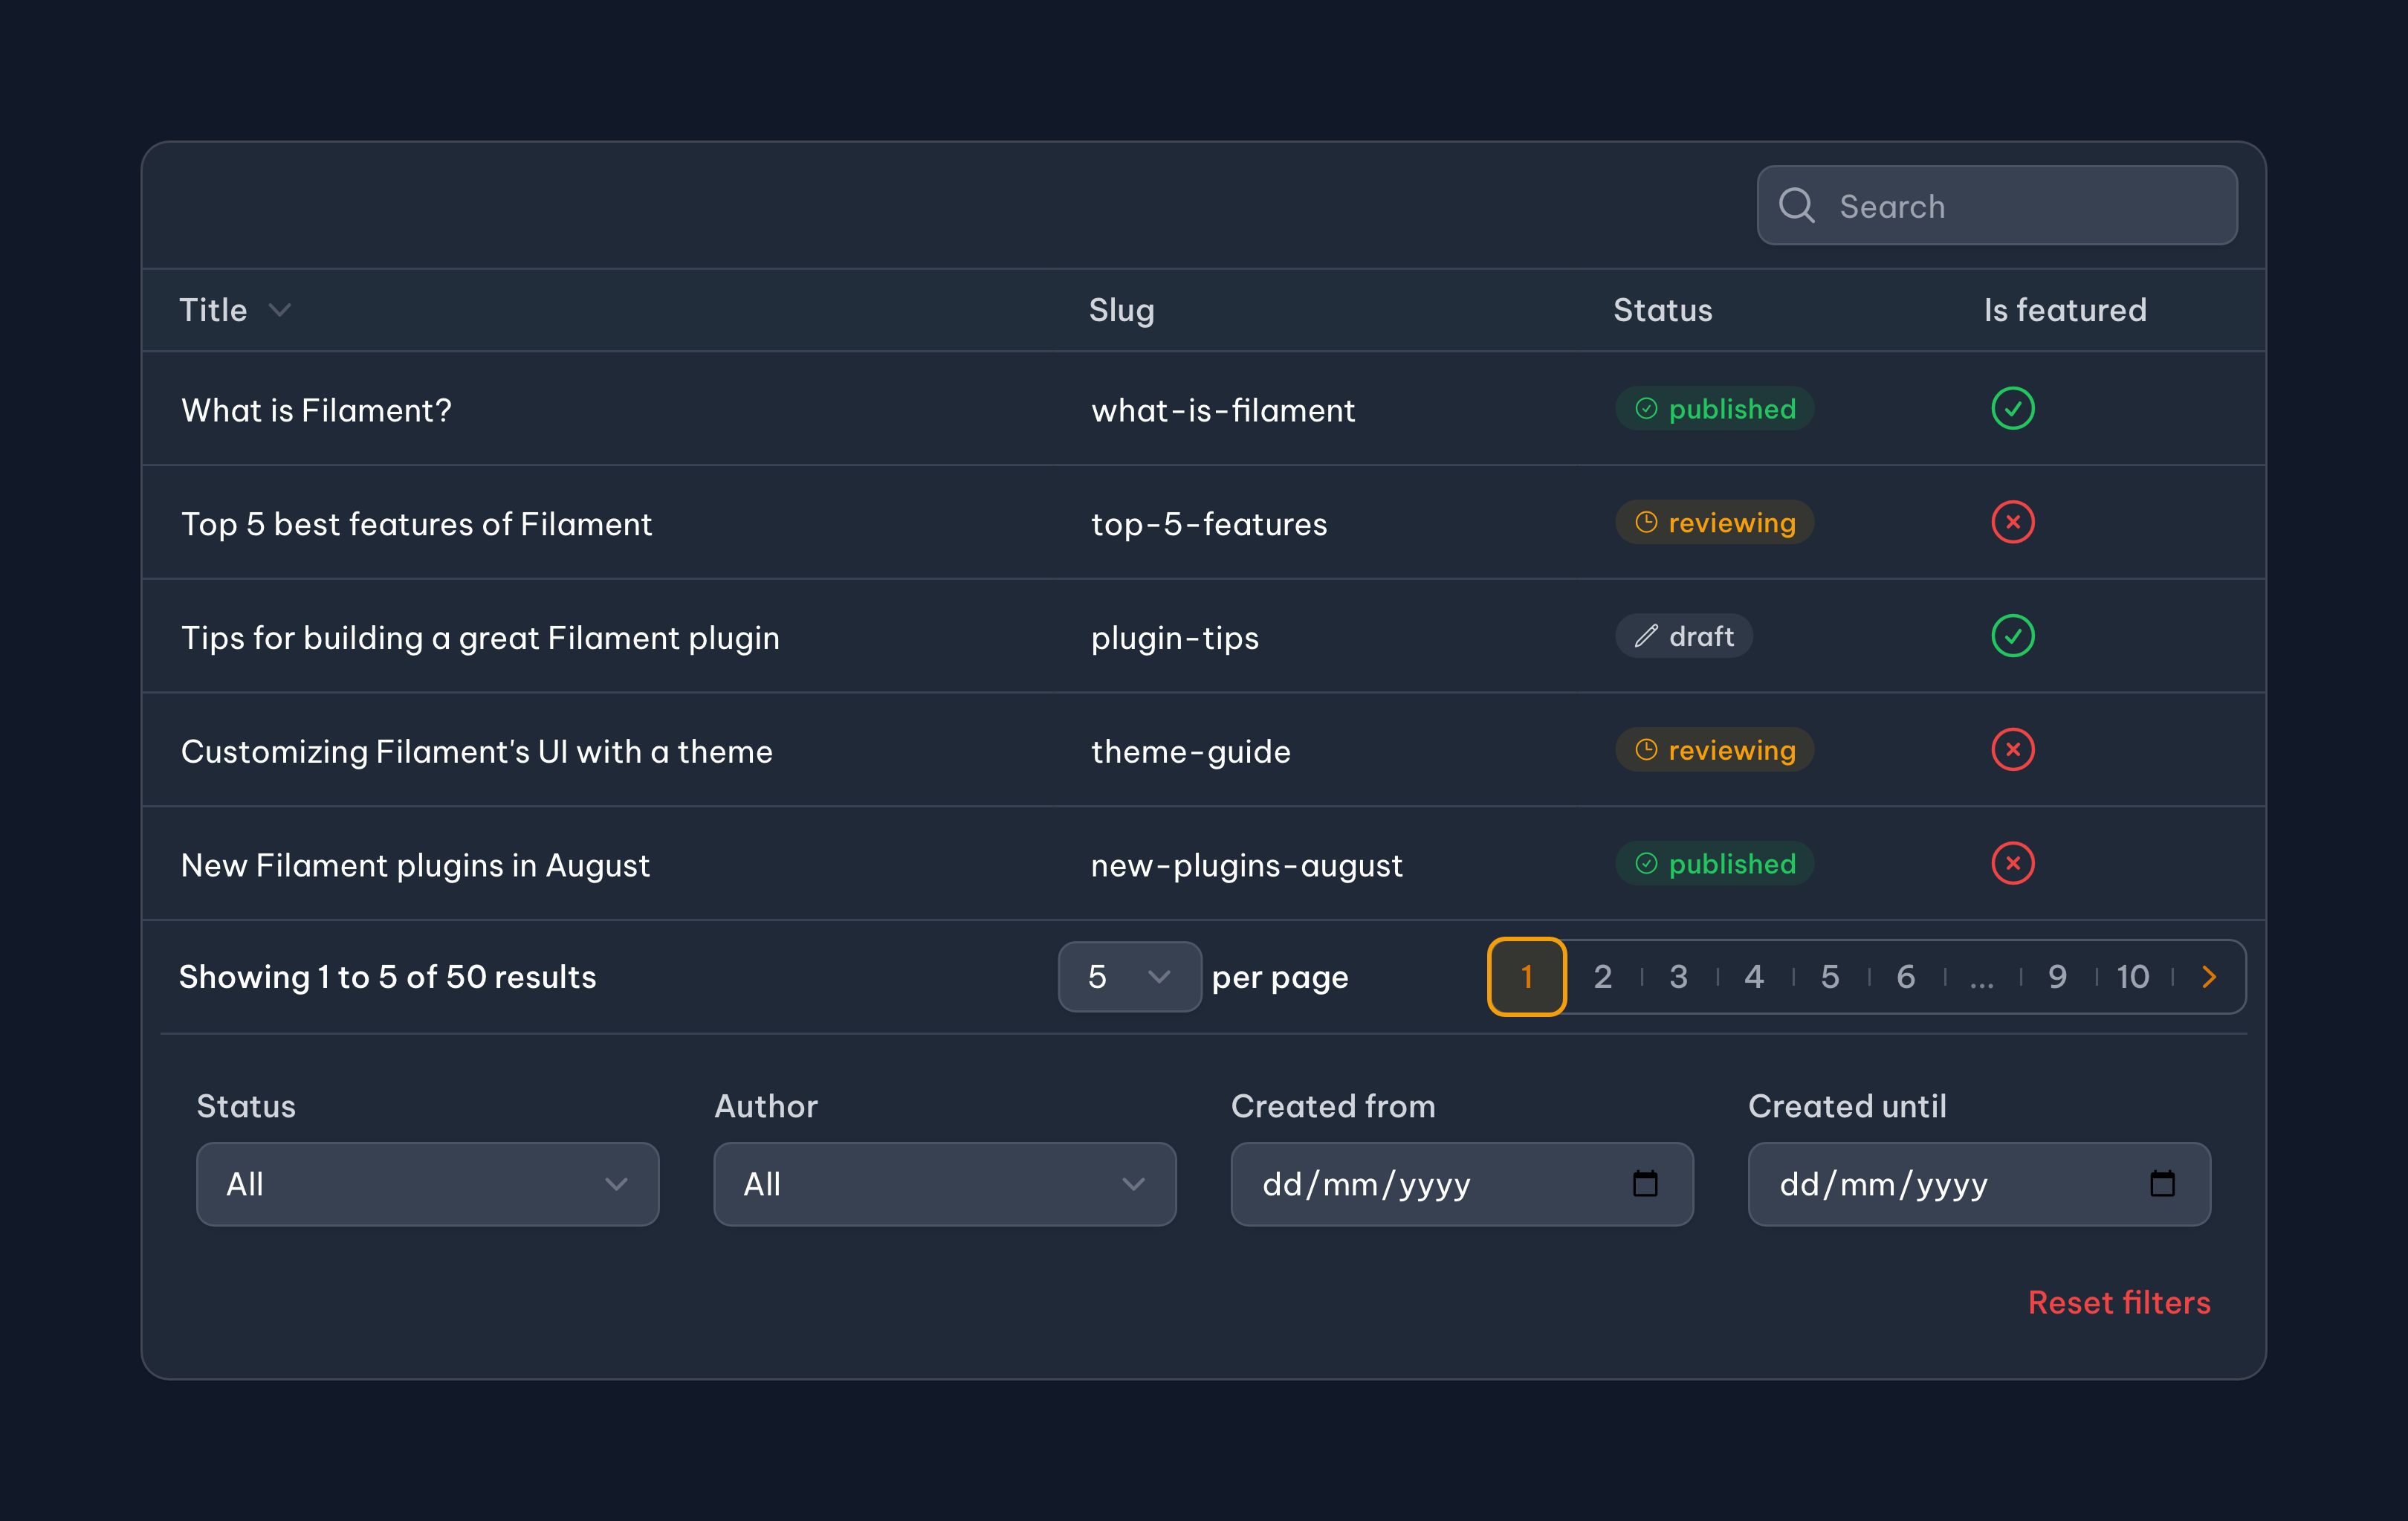 Search
Title Slug Status Is featured
What is Filament? what-is-filament published
Top 5 best features of Filament top-5-features reviewing
Tips for building a great Filament plugin plugin-tips draft
Customizing Filament's UI with a theme theme-guide reviewing
New Filament plugins in August new-plugins-august published
Showing 1 to 5 of 50 results 5 per page 1 2 3 4 5 6 ... 9 10
Status Author Created from Created until
All All dd/mm/yyyy dd/mm/yyyy
Reset filters